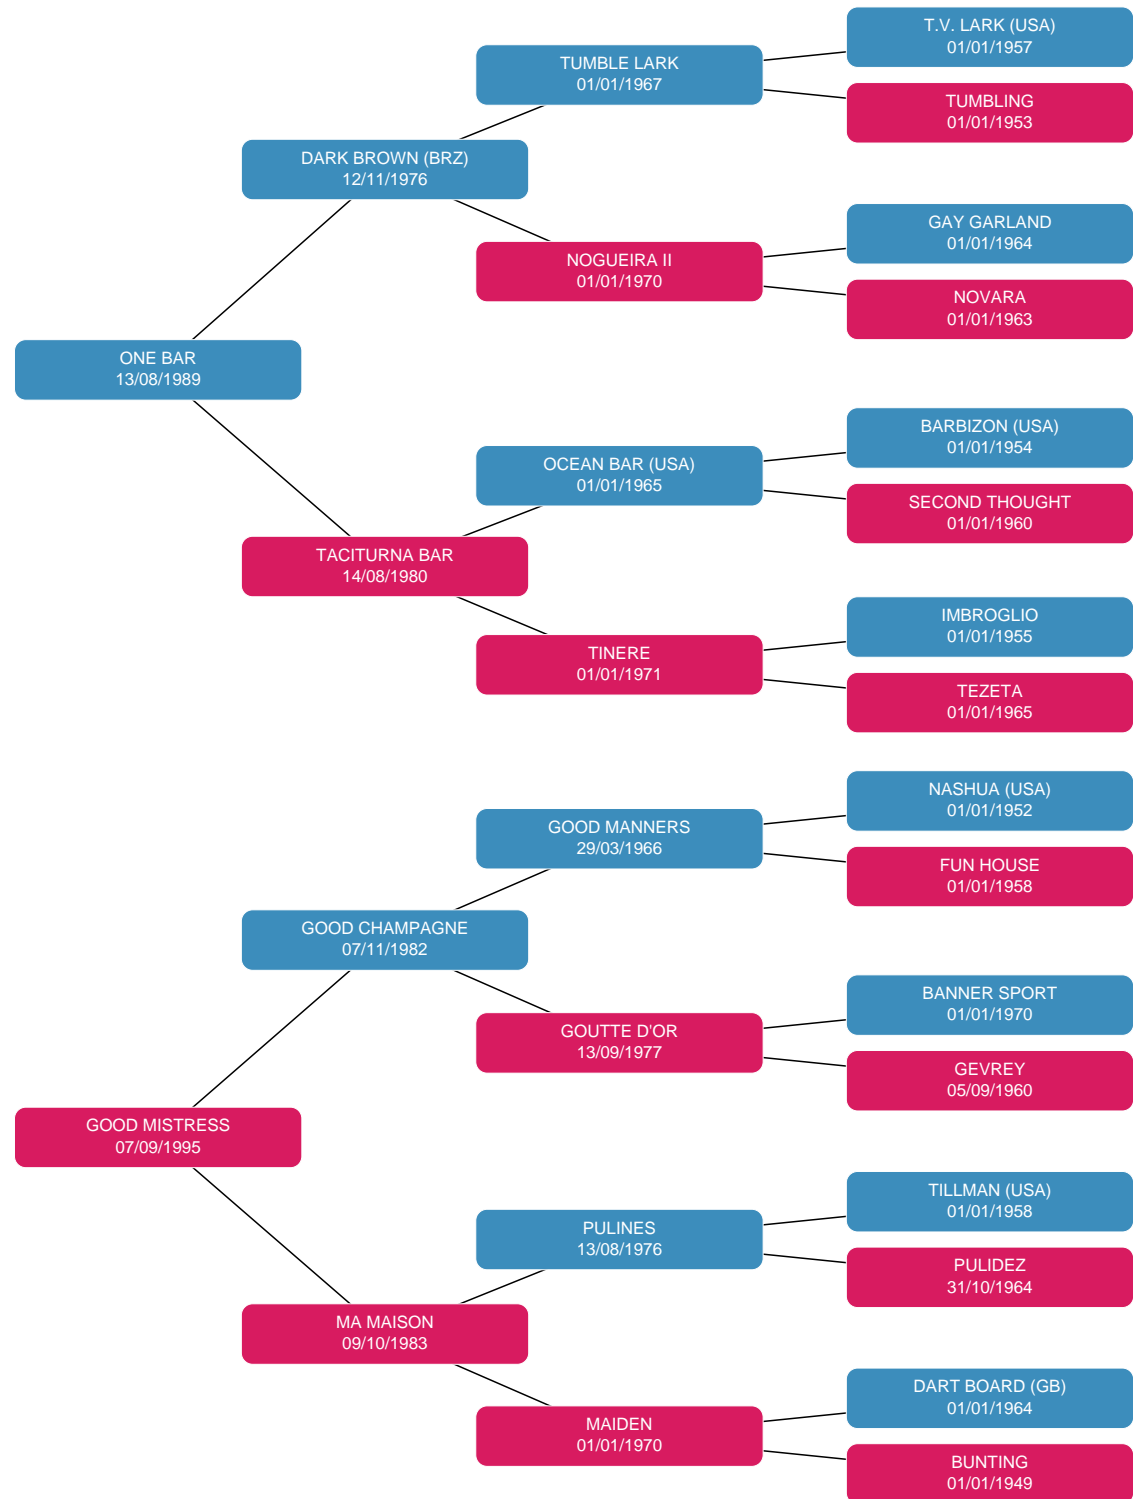 T.V. LARK (USA)
01/01/1957
TUMBLE LARK
01/01/1967
TUMBLING
01/01/1953
DARK BROWN (BRZ)
12/11/1976
GAY GARLAND
01/01/1964
NOGUEIRA II
01/01/1970
NOVARA
01/01/1963
ONE BAR
13/08/1989
BARBIZON (USA)
01/01/1954
OCEAN BAR (USA)
01/01/1965
SECOND THOUGHT
01/01/1960
TACITURNA BAR
14/08/1980
IMBROGLIO
01/01/1955
TINERE
01/01/1971
TEZETA
01/01/1965
NASHUA (USA)
01/01/1952
GOOD MANNERS
29/03/1966
FUN HOUSE
01/01/1958
GOOD CHAMPAGNE
07/11/1982
BANNER SPORT
01/01/1970
GOUTTE D'OR
13/09/1977
GEVREY
05/09/1960
GOOD MISTRESS
07/09/1995
TILLMAN (USA)
01/01/1958
PULINES
13/08/1976
PULIDEZ
31/10/1964
MA MAISON
09/10/1983
DART BOARD (GB)
01/01/1964
MAIDEN
01/01/1970
BUNTING
01/01/1949